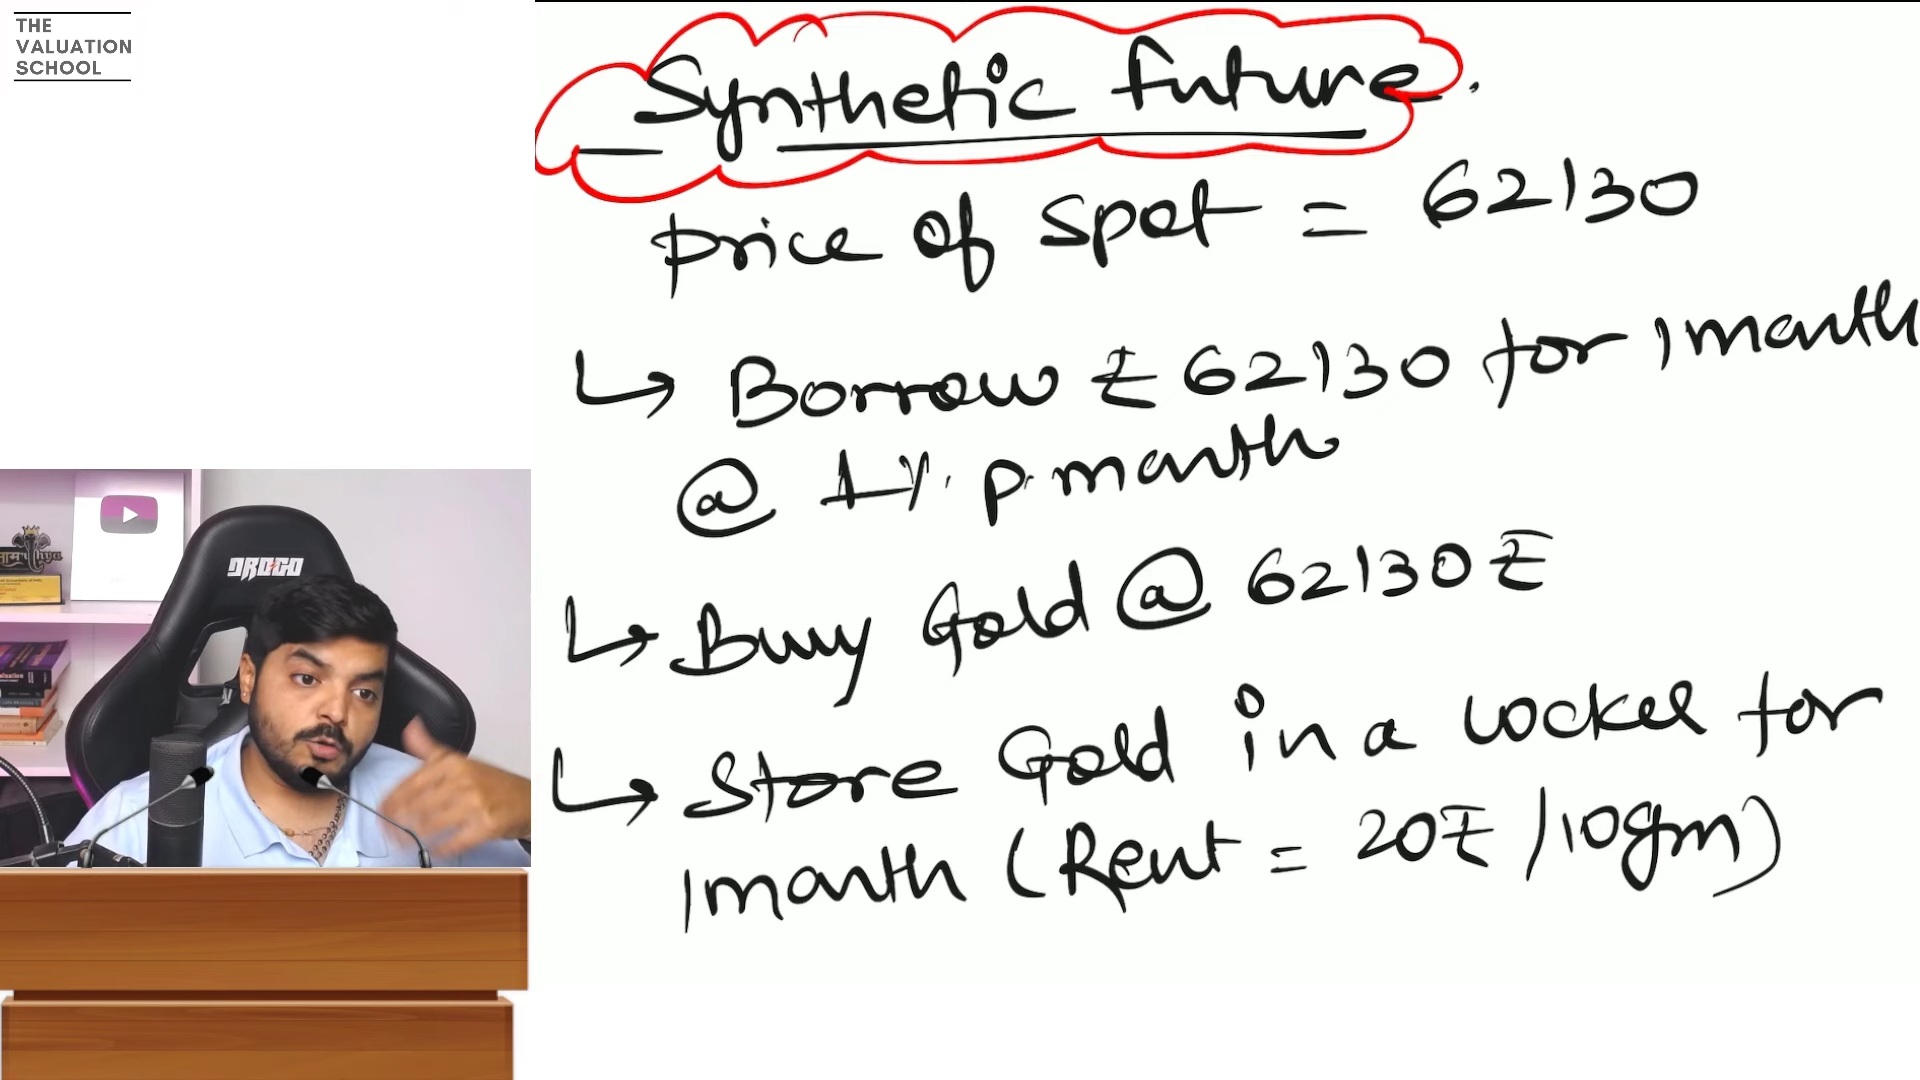 THE
VALUATION
SCHOOL
Synthetic future.
price of spot = 62130
↳ Borrow ₹ 62130 for 1 month
@ 1%. p. month
↳ Buy Gold @ 62130 ₹
↳ Store Gold in a locker for
1 month (Rent = 20₹ /10gm)
DROGO